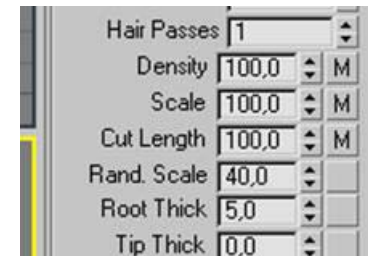 Hair Passes 1
Density 100,0 M
Scale 100,0 M
Cut Length 100,0 M
Rand. Scale 40,0
Root Thick 5,0
Tip Thick 0,0